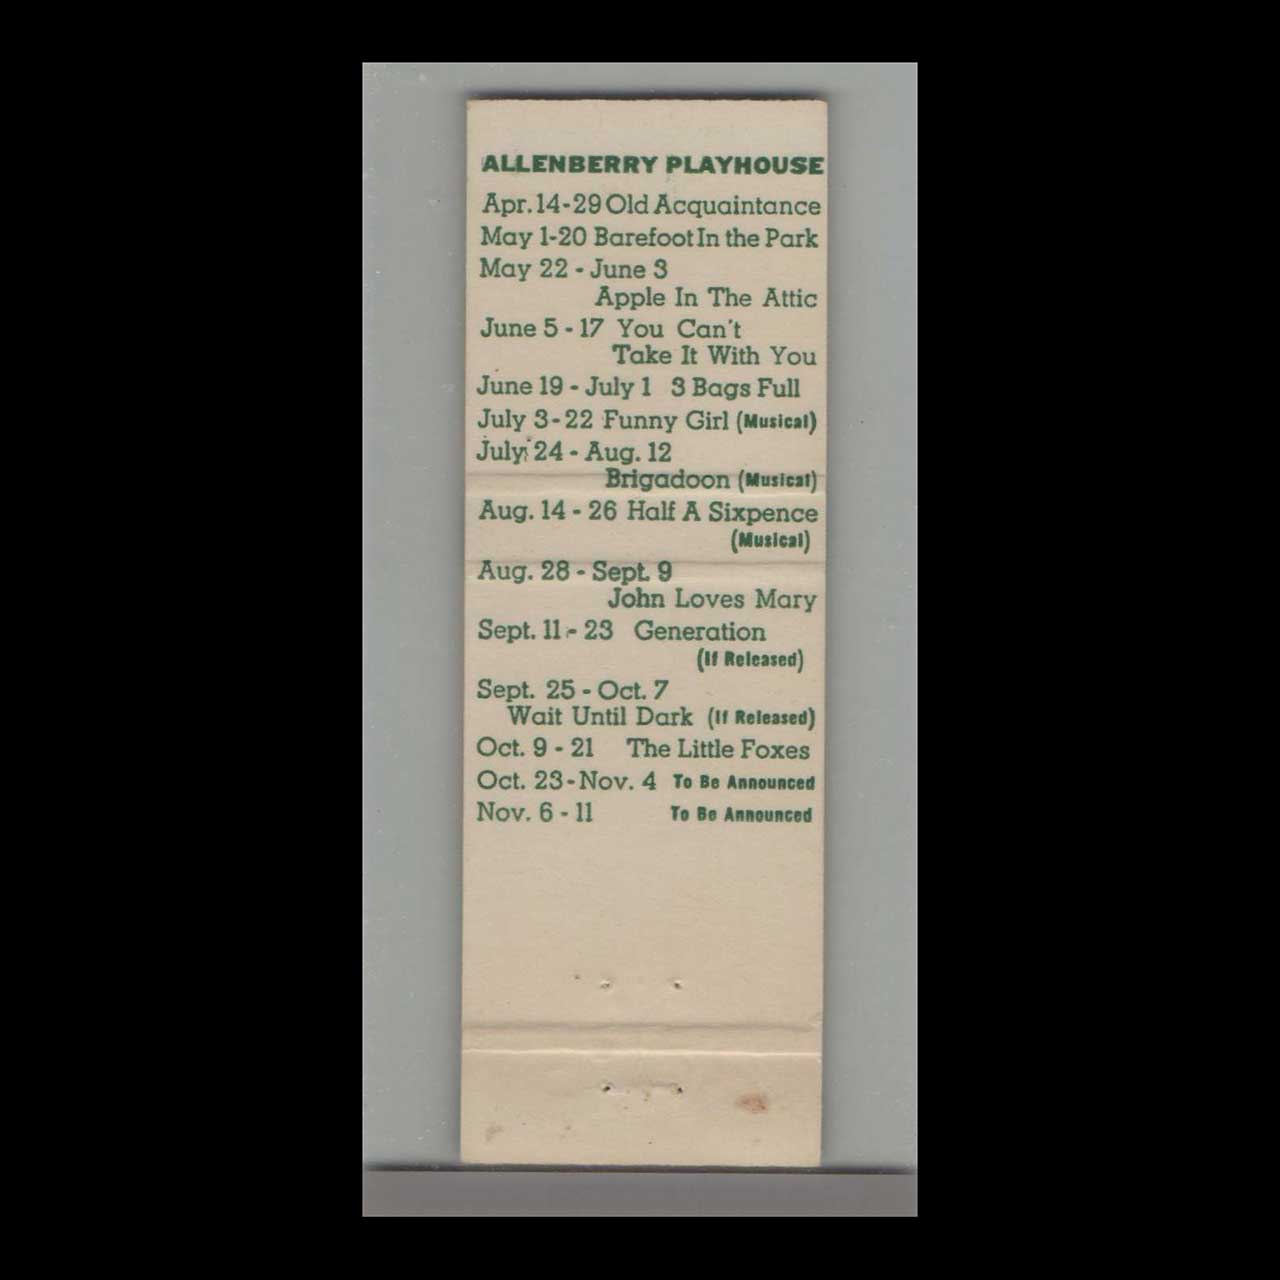 ALLENBERRY PLAYHOUSE
Apr. 14-29 Old Acquaintance
May 1-20 Barefoot In the Park
May 22 - June 3
Apple In The Attic
June 5 - 17 You Can't
Take It With You
June 19 - July 1 3 Bags Full
July 3-22 Funny Girl (Musical)
July 24 - Aug. 12
Brigadoon (Musical)
Aug. 14 - 26 Half A Sixpence
(Musical)
Aug. 28 - Sept. 9
John Loves Mary
Sept. 11 - 23 Generation
(If Released)
Sept. 25 - Oct. 7
Wait Until Dark (If Released)
Oct. 9 - 21 The Little Foxes
Oct. 23-Nov. 4 To Be Announced
Nov. 6 - 11 To Be Announced